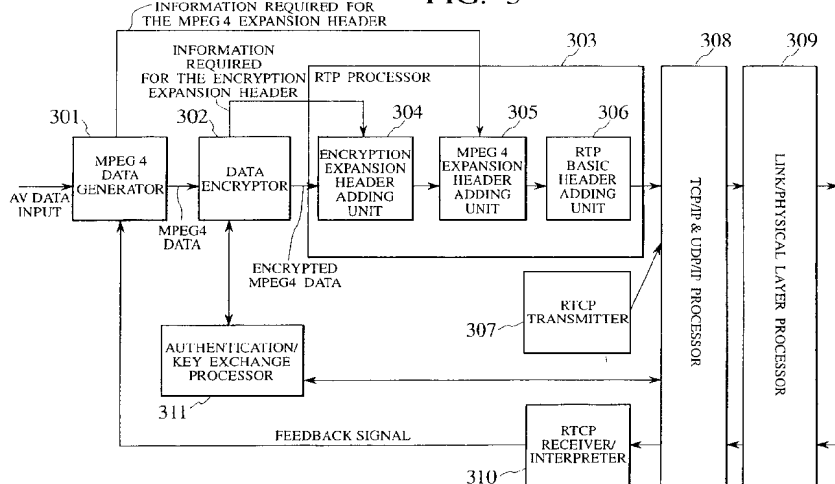 FIG. 3
INFORMATION REQUIRED FOR
THE MPEG 4 EXPANSION HEADER
INFORMATION
REQUIRED
FOR THE ENCRYPTION
EXPANSION HEADER
303
308
309
RTP PROCESSOR
301
302
304
305
306
MPEG 4
DATA
GENERATOR
DATA
ENCRYPTOR
ENCRYPTION
EXPANSION
HEADER
ADDING
UNIT
MPEG 4
EXPANSION
HEADER
ADDING
UNIT
RTP
BASIC
HEADER
ADDING
UNIT
AV DATA
INPUT
MPEG4
DATA
ENCRYPTED
MPEG4 DATA
TCP/IP & UDP/IP PROCESSOR
LINK/PHYSICAL LAYER PROCESSOR
RTCP
TRANSMITTER
307
AUTHENTICATION/
KEY EXCHANGE
PROCESSOR
311
FEEDBACK SIGNAL
RTCP
RECEIVER/
INTERPRETER
310